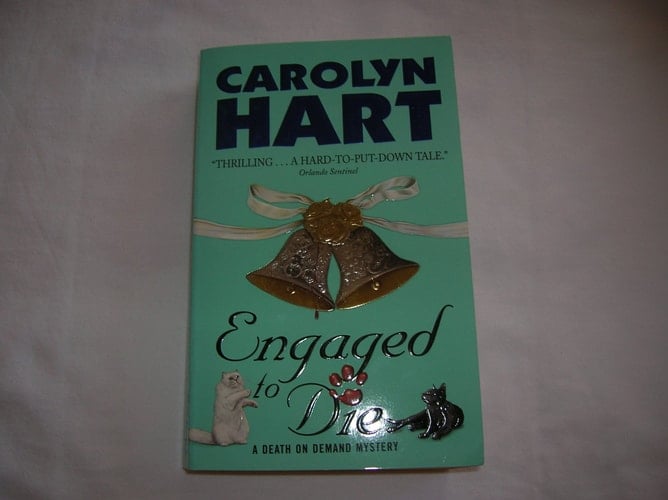 CAROLYN
HART
“THRILLING . . . A HARD-TO-PUT-DOWN TALE.”
Orlando Sentinel
Engaged
to
Die
A DEATH ON DEMAND MYSTERY